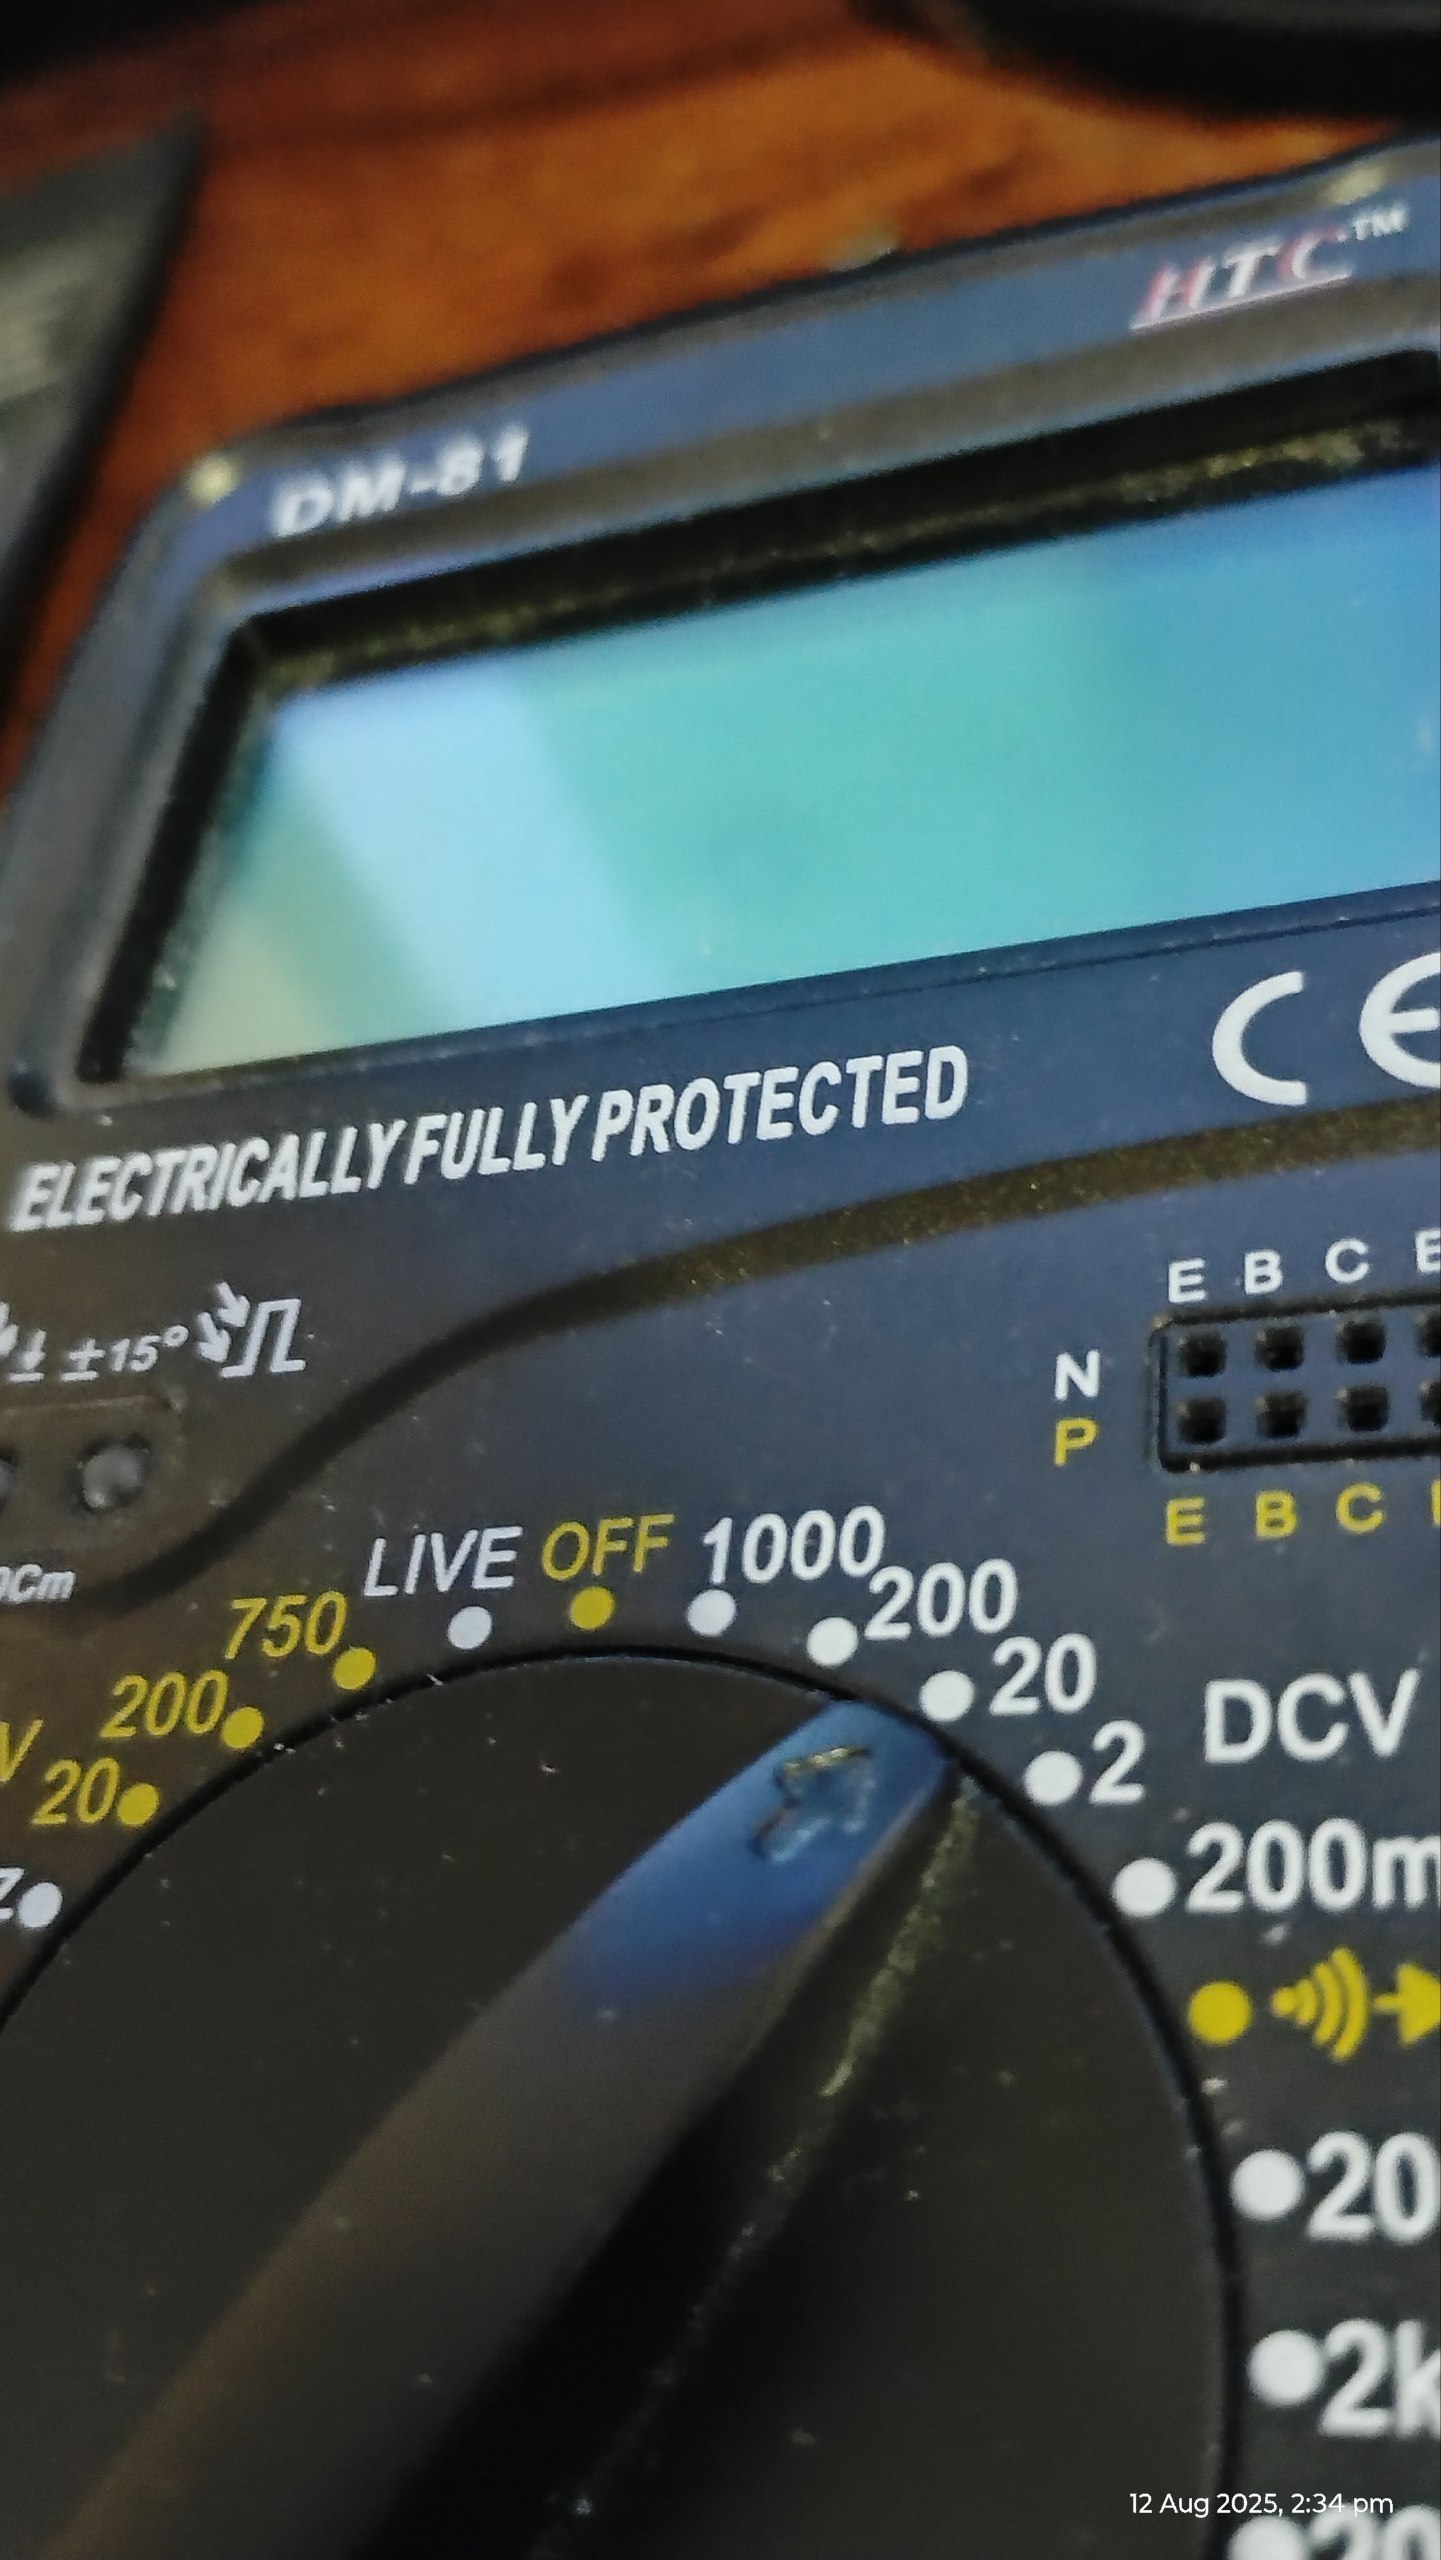 HTC™
DM-81
CE
ELECTRICALLY FULLY PROTECTED
±15°
E B C E
N
P
E B C
LIVE OFF 1000
750 200
200 20 DCV
20 2
200m
20
2k
12 Aug 2025, 2:34 pm